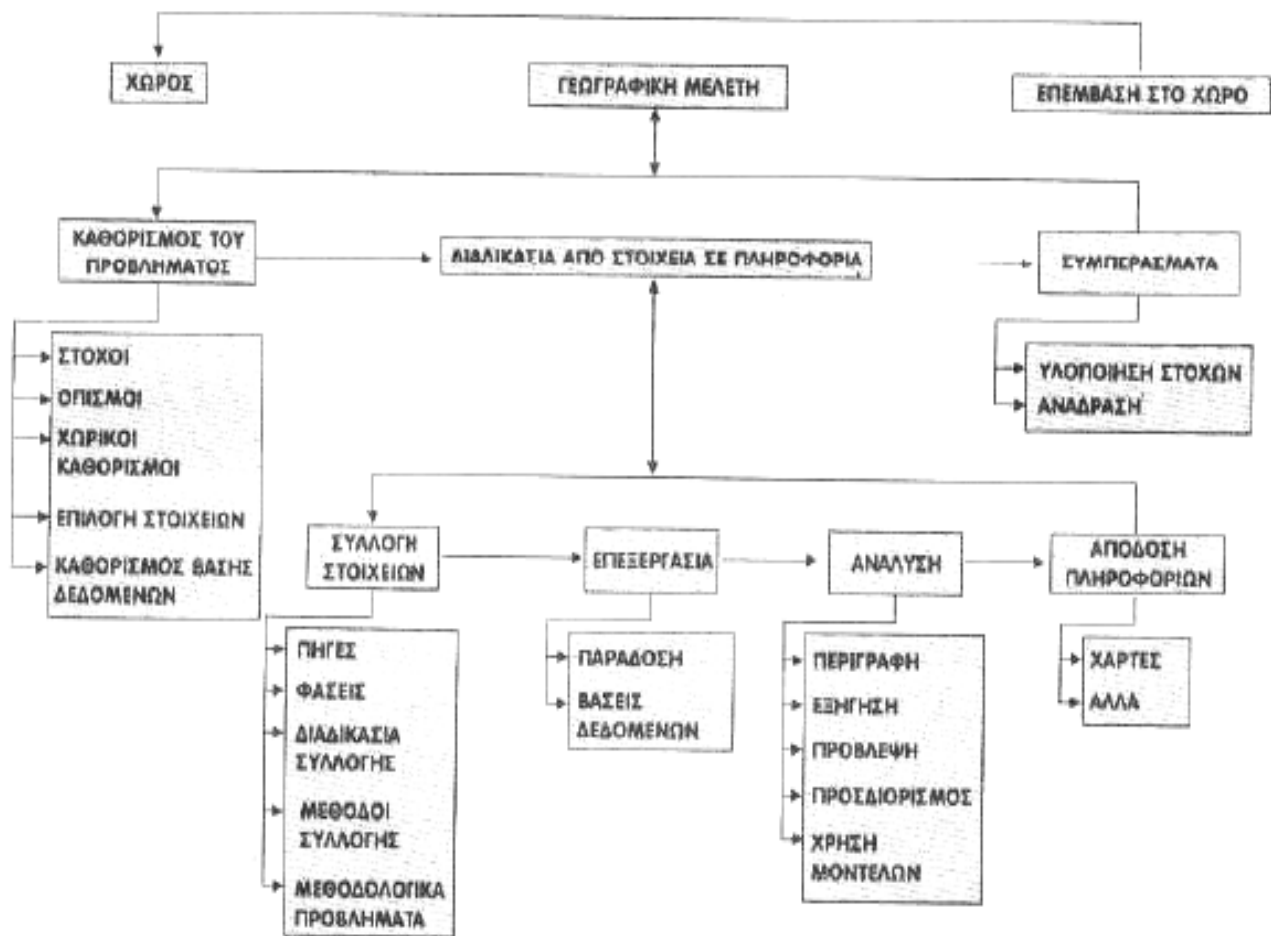 ΧΩΡΟΣ
ΓΕΩΓΡΑΦΙΚΗ ΜΕΛΕΤΗ
ΕΠΕΜΒΑΣΗ ΣΤΟ ΧΩΡΟ
ΚΑΘΟΡΙΣΜΟΣ ΤΟΥ
ΠΡΟΒΛΗΜΑΤΟΣ
ΔΙΑΔΙΚΑΣΙΑ ΑΠΟ ΣΤΟΙΧΕΙΑ ΣΕ ΠΛΗΡΟΦΟΡΙΑ
ΣΥΜΠΕΡΑΣΜΑΤΑ
ΣΤΟΧΟΙ
ΟΠΙΣΜΟΙ
ΧΩΡΙΚΟΙ
ΚΑΘΟΡΙΣΜΟΙ
ΕΠΙΛΟΓΗ ΣΤΟΙΧΕΙΩΝ
ΚΑΘΟΡΙΣΜΟΣ ΒΑΣΗΣ
ΔΕΔΟΜΕΝΩΝ
ΥΛΟΠΟΙΗΣΗ ΣΤΟΧΩΝ
ΑΝΑΔΡΑΣΗ
ΣΥΛΛΟΓΗ
ΣΤΟΙΧΕΙΩΝ
ΕΠΕΞΕΡΓΑΣΙΑ
ΑΝΑΛΥΣΗ
ΑΠΟΔΟΣΗ
ΠΛΗΡΟΦΟΡΙΩΝ
ΠΗΓΕΣ
ΦΑΣΕΙΣ
ΔΙΑΔΙΚΑΣΙΑ
ΣΥΛΛΟΓΗΣ
ΜΕΘΟΔΟΙ
ΣΥΛΛΟΓΗΣ
ΜΕΘΟΔΟΛΟΓΙΚΑ
ΠΡΟΒΛΗΜΑΤΑ
ΠΑΡΑΔΟΣΗ
ΒΑΣΕΙΣ
ΔΕΔΟΜΕΝΩΝ
ΠΕΡΙΓΡΑΦΗ
ΕΞΗΓΗΣΗ
ΠΡΟΒΛΕΨΗ
ΠΡΟΣΔΙΟΡΙΣΜΟΣ
ΧΡΗΣΗ
ΜΟΝΤΕΛΩΝ
ΧΑΡΤΕΣ
ΑΛΛΑ